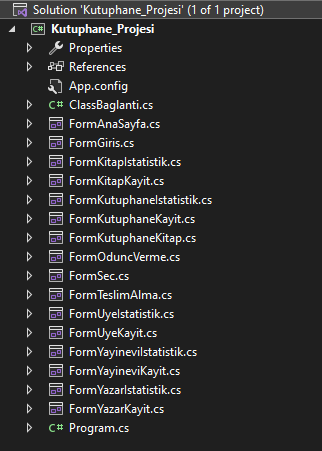 Solution 'Kutuphane_Projesi' (1 of 1 project)
Kutuphane_Projesi
Properties
References
App.config
C# ClassBaglanti.cs
FormAnaSayfa.cs
FormGiris.cs
FormKitapIstatistik.cs
FormKitapKayit.cs
FormKutuphaneIstatistik.cs
FormKutuphaneKayit.cs
FormKutuphaneKitap.cs
FormOduncVerme.cs
FormSec.cs
FormTeslimAlma.cs
FormUyeIstatistik.cs
FormUyeKayit.cs
FormYayineviIstatistik.cs
FormYayineviKayit.cs
FormYazarIstatistik.cs
FormYazarKayit.cs
C# Program.cs